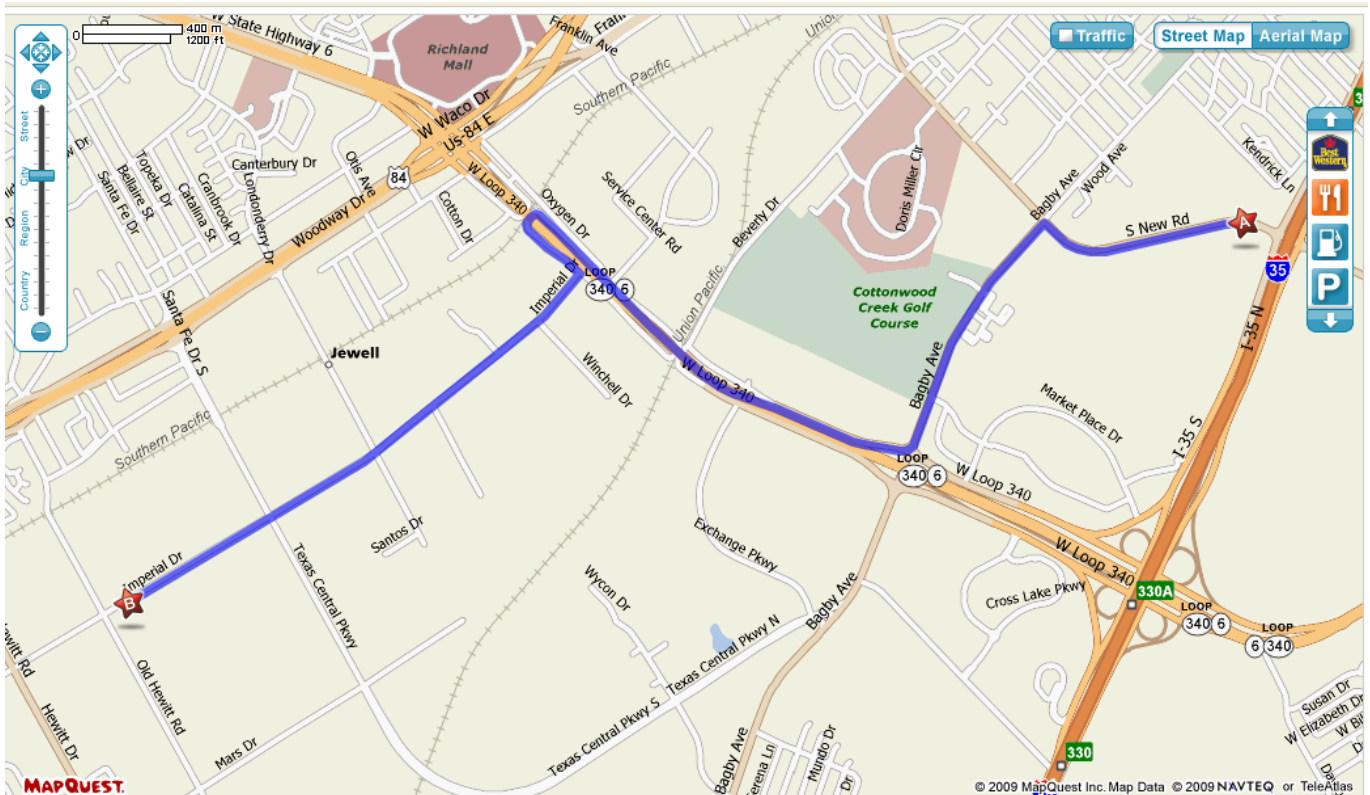 W State Highway 6
0
400 m
1200 ft
Richland
Mall
Franklin Ave
Union Pacific
Traffic
Street Map
Aerial Map
Southern Pacific
W Waco Dr
Us-84 E
Street
City
Region
Country
Canterbury Dr
Otis Ave
84
W Loop 340
Topeka Dr
Bellaire St
Santa Fe Dr
Cranbrook Dr
Catalina St
Londonderry Dr
Woodway Dr
Cotton Dr
Oxygen Dr
Service Center Rd
Beverly Dr
Doris Miller Clr
Bagby Ave
Wood Ave
Kendrick Ln
Best
Western
S New Rd
A
P
35
I-35 N
Imperial Dr
LOOP
340 6
Union Pacific
Cottonwood
Creek Golf
Course
Santa Fe Dr S
Jewell
Winchell Dr
W Loop 340
Bagby Ave
Market Place Dr
I-35 S
Southern Pacific
LOOP
340 6
W Loop 340
Santos Dr
Exchange Pkwy
W Loop 340
Imperial Dr
B
Texas Central Pkwy
Wycon Dr
Bagby Ave
Cross Lake Pkwy
330A
LOOP
340 6
LOOP
6 340
Old Hewitt Rd
Hewitt Dr
Mars Dr
Texas Central Pkwy N
Texas Central Pkwy S
Bagby Ave
Mundo Dr
Dr
330
Susan Dr
W Elizabeth Dr
MAPQUEST.
© 2009 MapQuest Inc. Map Data © 2009 NAVTEQ or TeleAtlas